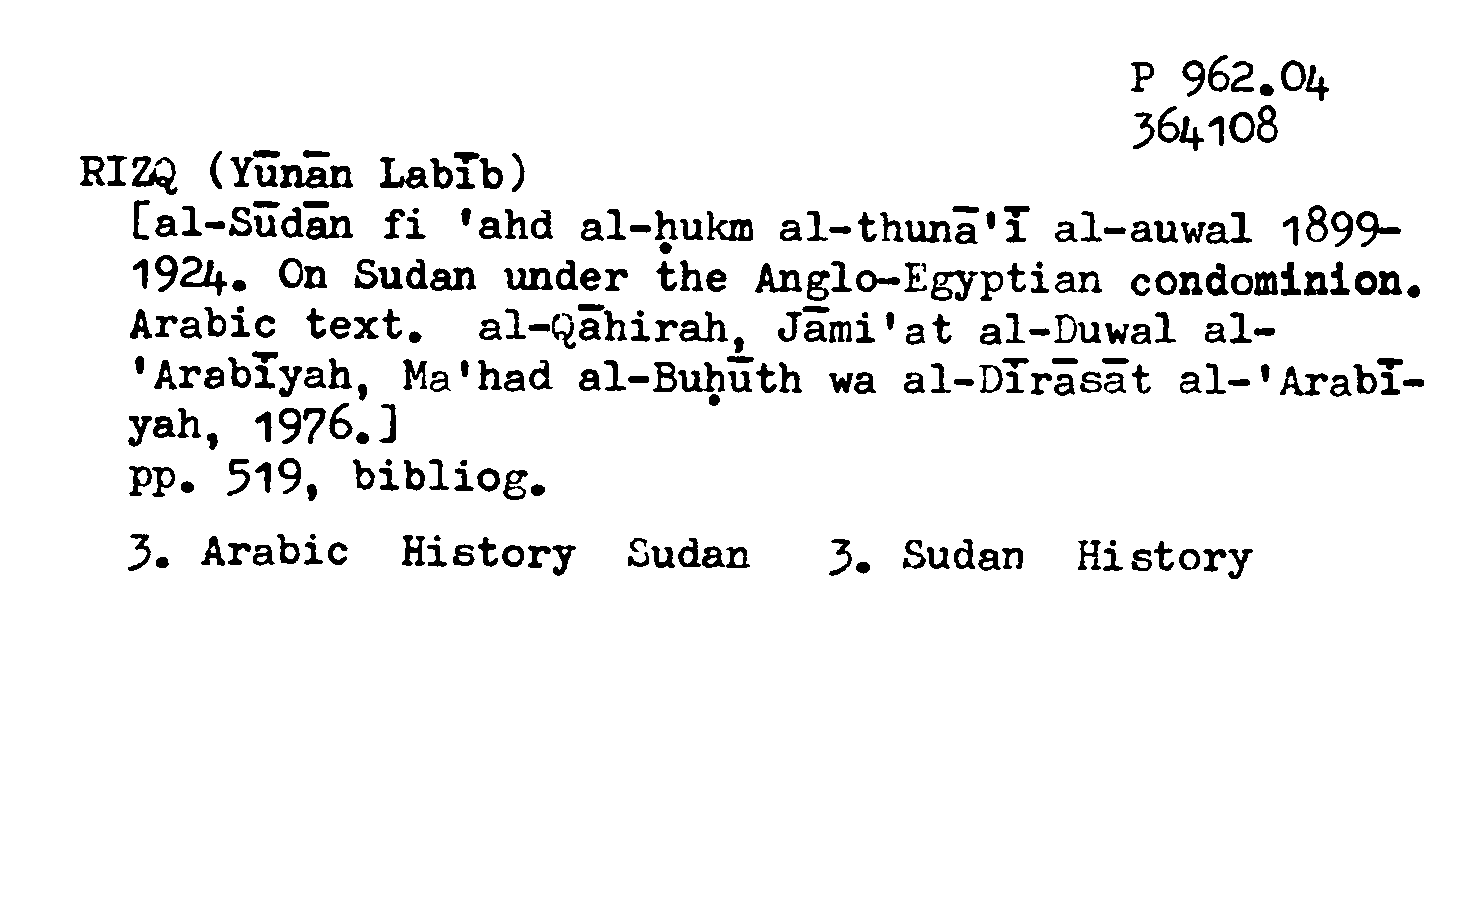 P 962.04
364108
RIZQ (Yūnān Labīb)
[al-Sūdān fi 'ahd al-ḥukm al-thunā'ī al-auwal 1899-
1924. On Sudan under the Anglo-Egyptian condominion.
Arabic text. al-Qāhirah, Jāmi'at al-Duwal al-
'Arabīyah, Ma'had al-Buḥūth wa al-Dīrāsāt al-'Arabī-
yah, 1976.]
pp. 519, bibliog.
3. Arabic History Sudan 3. Sudan History